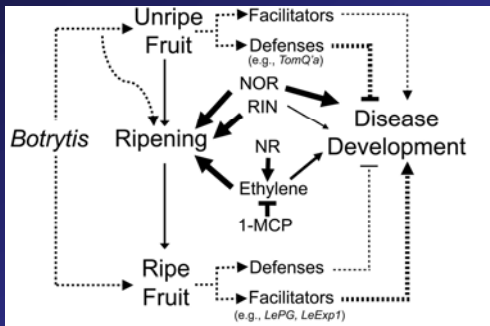 Unripe
Fruit
Facilitators
Defenses
(e.g., TomQ'a)
NOR
RIN
Disease
Development
Botrytis
Ripening
NR
Ethylene
1-MCP
Ripe
Fruit
Defenses
Facilitators
(e.g., LePG, LeExp1)